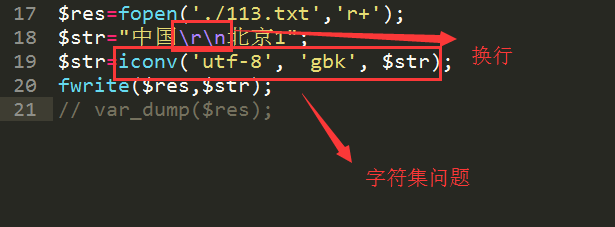 17 $res=fopen('./113.txt','r+');
18 $str="中国\r\n北京1";
换行
19 $str=iconv('utf-8', 'gbk', $str);
20 fwrite($res,$str);
21 // var_dump($res);
字符集问题